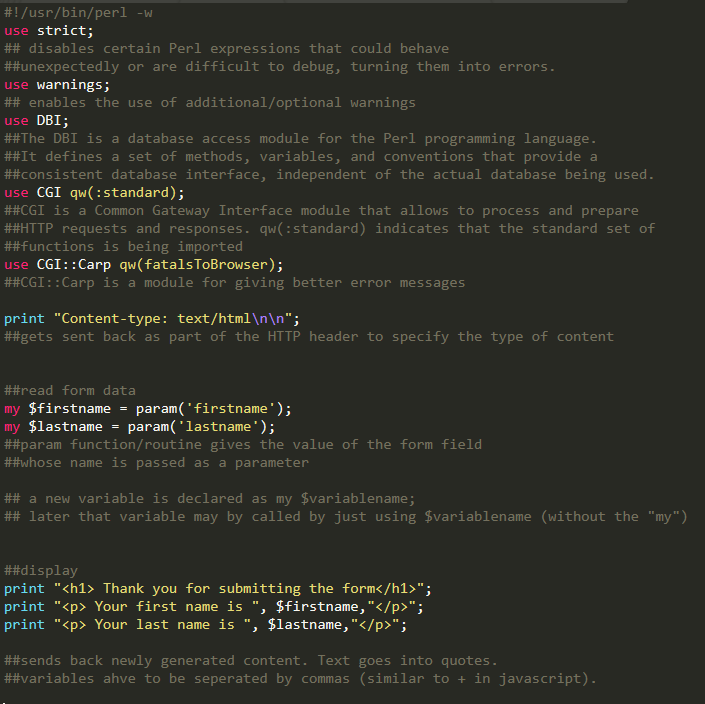 #!/usr/bin/perl -w
use strict;
## disables certain Perl expressions that could behave
##unexpectedly or are difficult to debug, turning them into errors.
use warnings;
## enables the use of additional/optional warnings
use DBI;
##The DBI is a database access module for the Perl programming language.
##It defines a set of methods, variables, and conventions that provide a
##consistent database interface, independent of the actual database being used.
use CGI qw(:standard);
##CGI is a Common Gateway Interface module that allows to process and prepare
##HTTP requests and responses. qw(:standard) indicates that the standard set of
##functions is being imported
use CGI::Carp qw(fatalsToBrowser);
##CGI::Carp is a module for giving better error messages
print "Content-type: text/html\n\n";
##gets sent back as part of the HTTP header to specify the type of content
##read form data
my $firstname = param('firstname');
my $lastname = param('lastname');
##param function/routine gives the value of the form field
##whose name is passed as a parameter
## a new variable is declared as my $variablename;
## later that variable may by called by just using $variablename (without the "my")
##display
print "<h1> Thank you for submitting the form</h1>";
print "<p> Your first name is ", $firstname,"</p>";
print "<p> Your last name is ", $lastname,"</p>";
##sends back newly generated content. Text goes into quotes.
##variables ahve to be seperated by commas (similar to + in javascript).